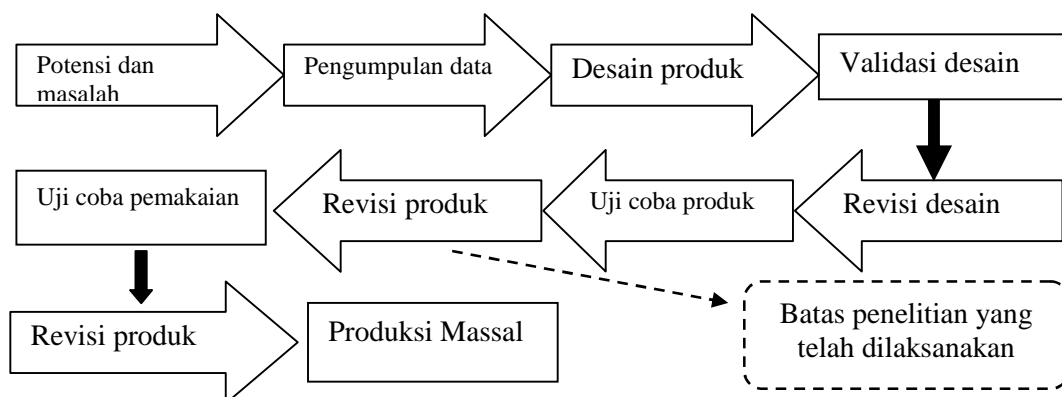 Potensi dan
masalah
Pengumpulan data
Desain produk
Validasi desain
Revisi desain
Uji coba produk
Revisi produk
Uji coba pemakaian
Revisi produk
Produksi Massal
Batas penelitian yang
telah dilaksanakan